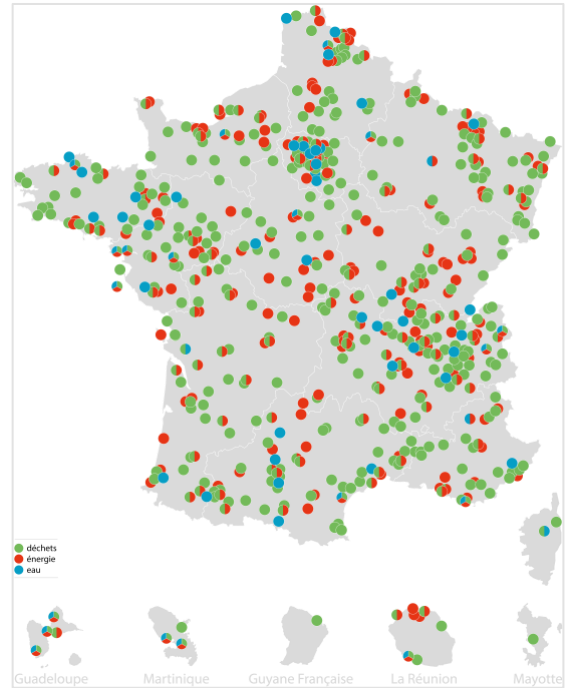 déchets
énergie
eau
Guadeloupe
Martinique
Guyane Française
La Réunion
Mayotte